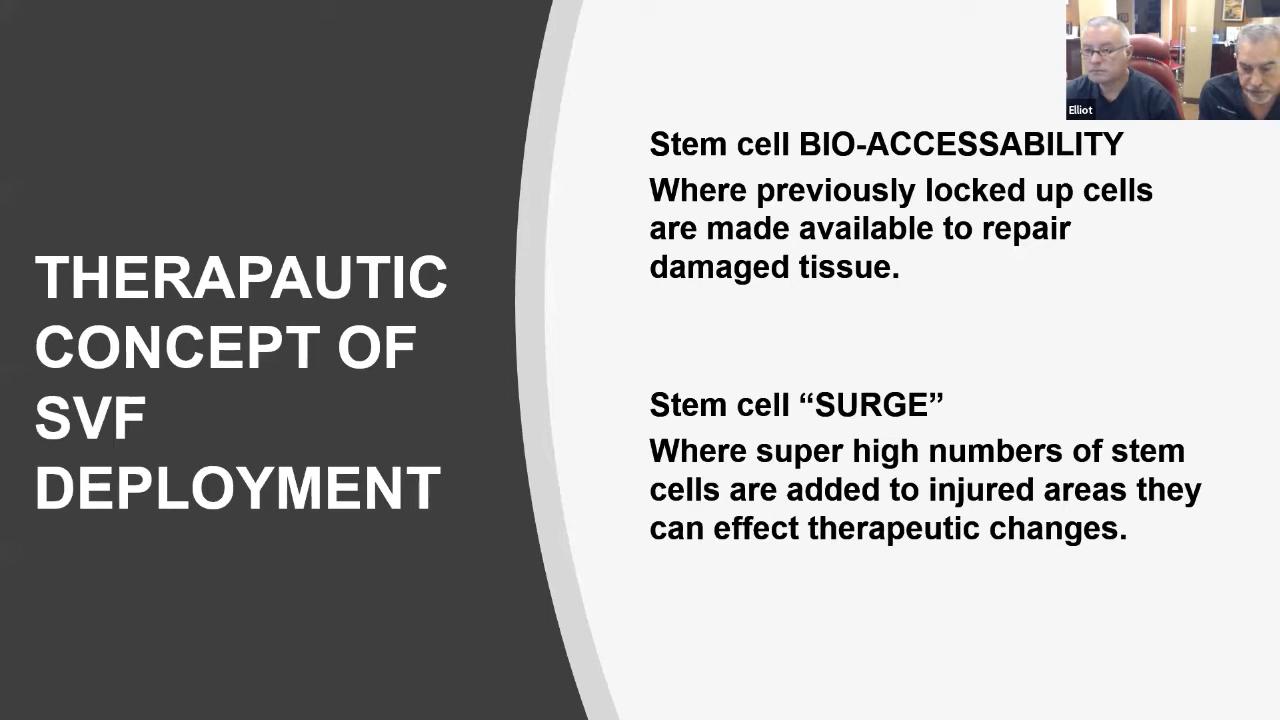 THERAPAUTIC
CONCEPT OF
SVF
DEPLOYMENT
Stem cell BIO-ACCESSABILITY
Where previously locked up cells
are made available to repair
damaged tissue.
Stem cell “SURGE”
Where super high numbers of stem
cells are added to injured areas they
can effect therapeutic changes.
Elliot